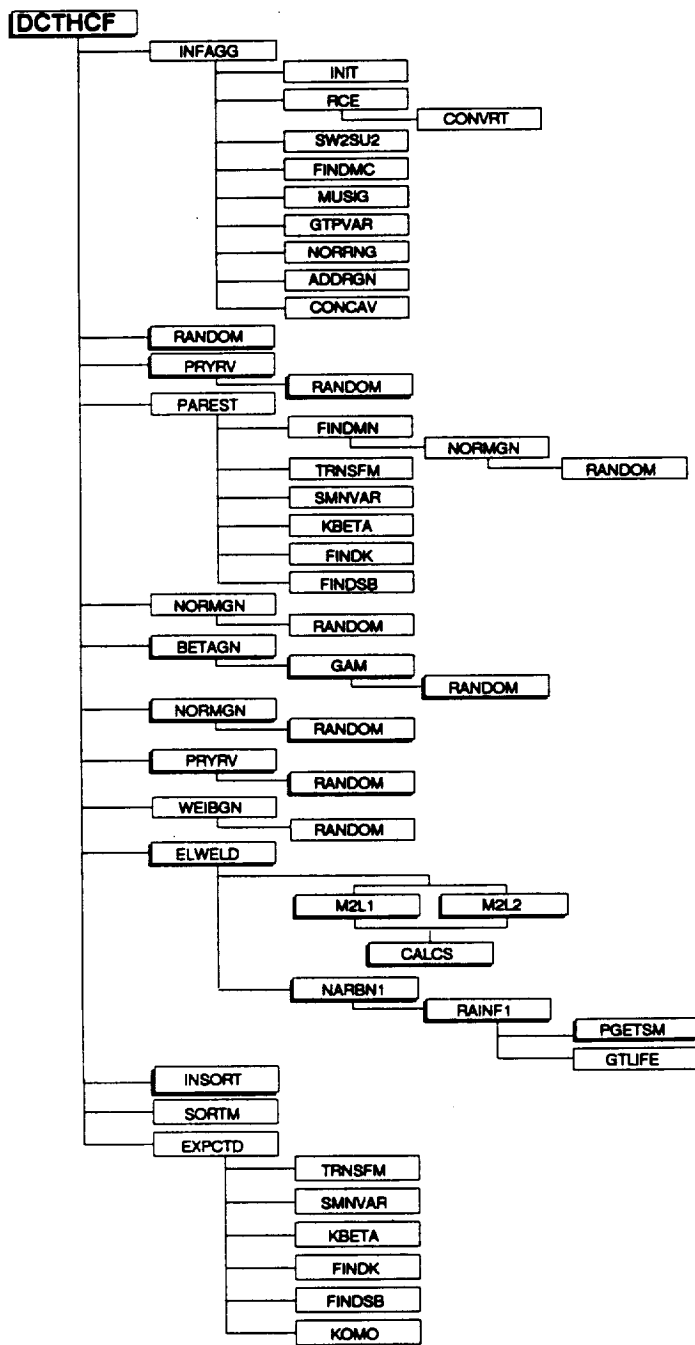 DCTHCF
INFAGG
INIT
RCE
CONVRT
SW2SU2
FINDMC
MUSIG
GTPVAR
NORRNG
ADDRGN
CONCAV
RANDOM
PRYRV
RANDOM
PAREST
FINDMN
NORMGN
RANDOM
TRNSFM
SMNVAR
KBETA
FINDK
FINDSB
NORMGN
RANDOM
BETAGN
GAM
RANDOM
NORMGN
RANDOM
PRYRV
RANDOM
WEIBGN
RANDOM
ELWELD
M2L1 M2L2
CALCS
NARBN1
RAINF1
PGETSM
GTLIFE
INSORT
SORTM
EXPCTD
TRNSFM
SMNVAR
KBETA
FINDK
FINDSB
KOMO